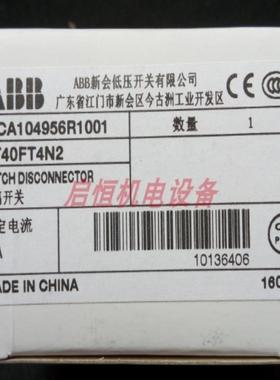 ABB
ABB新会低压开关有限公司
广东省江门市新会区今古洲工业开发区
CA104956R1001
数量 1
40FT4N2
TCH DISCONNECTOR
开关
启恒机电设备
定电流
A
10136406
ADE IN CHINA
160